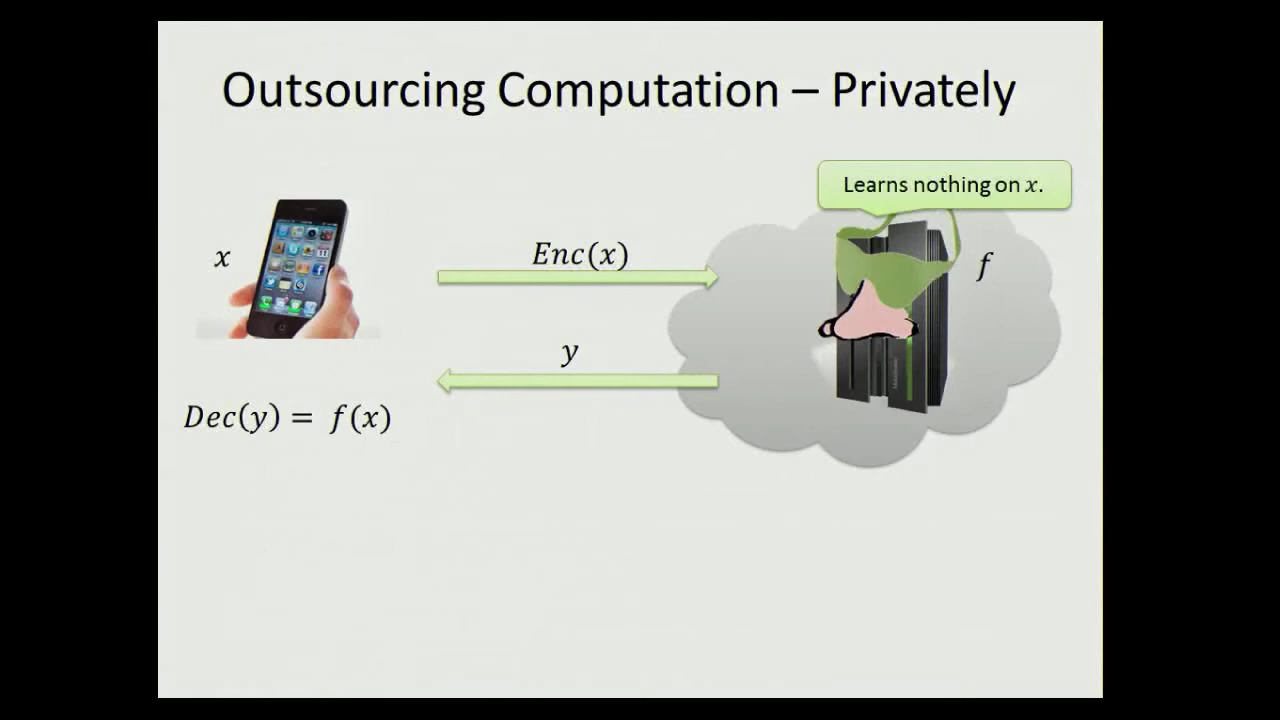 Outsourcing Computation – Privately
Learns nothing on x.
x
Enc(x)
f
y
Dec(y) = f(x)